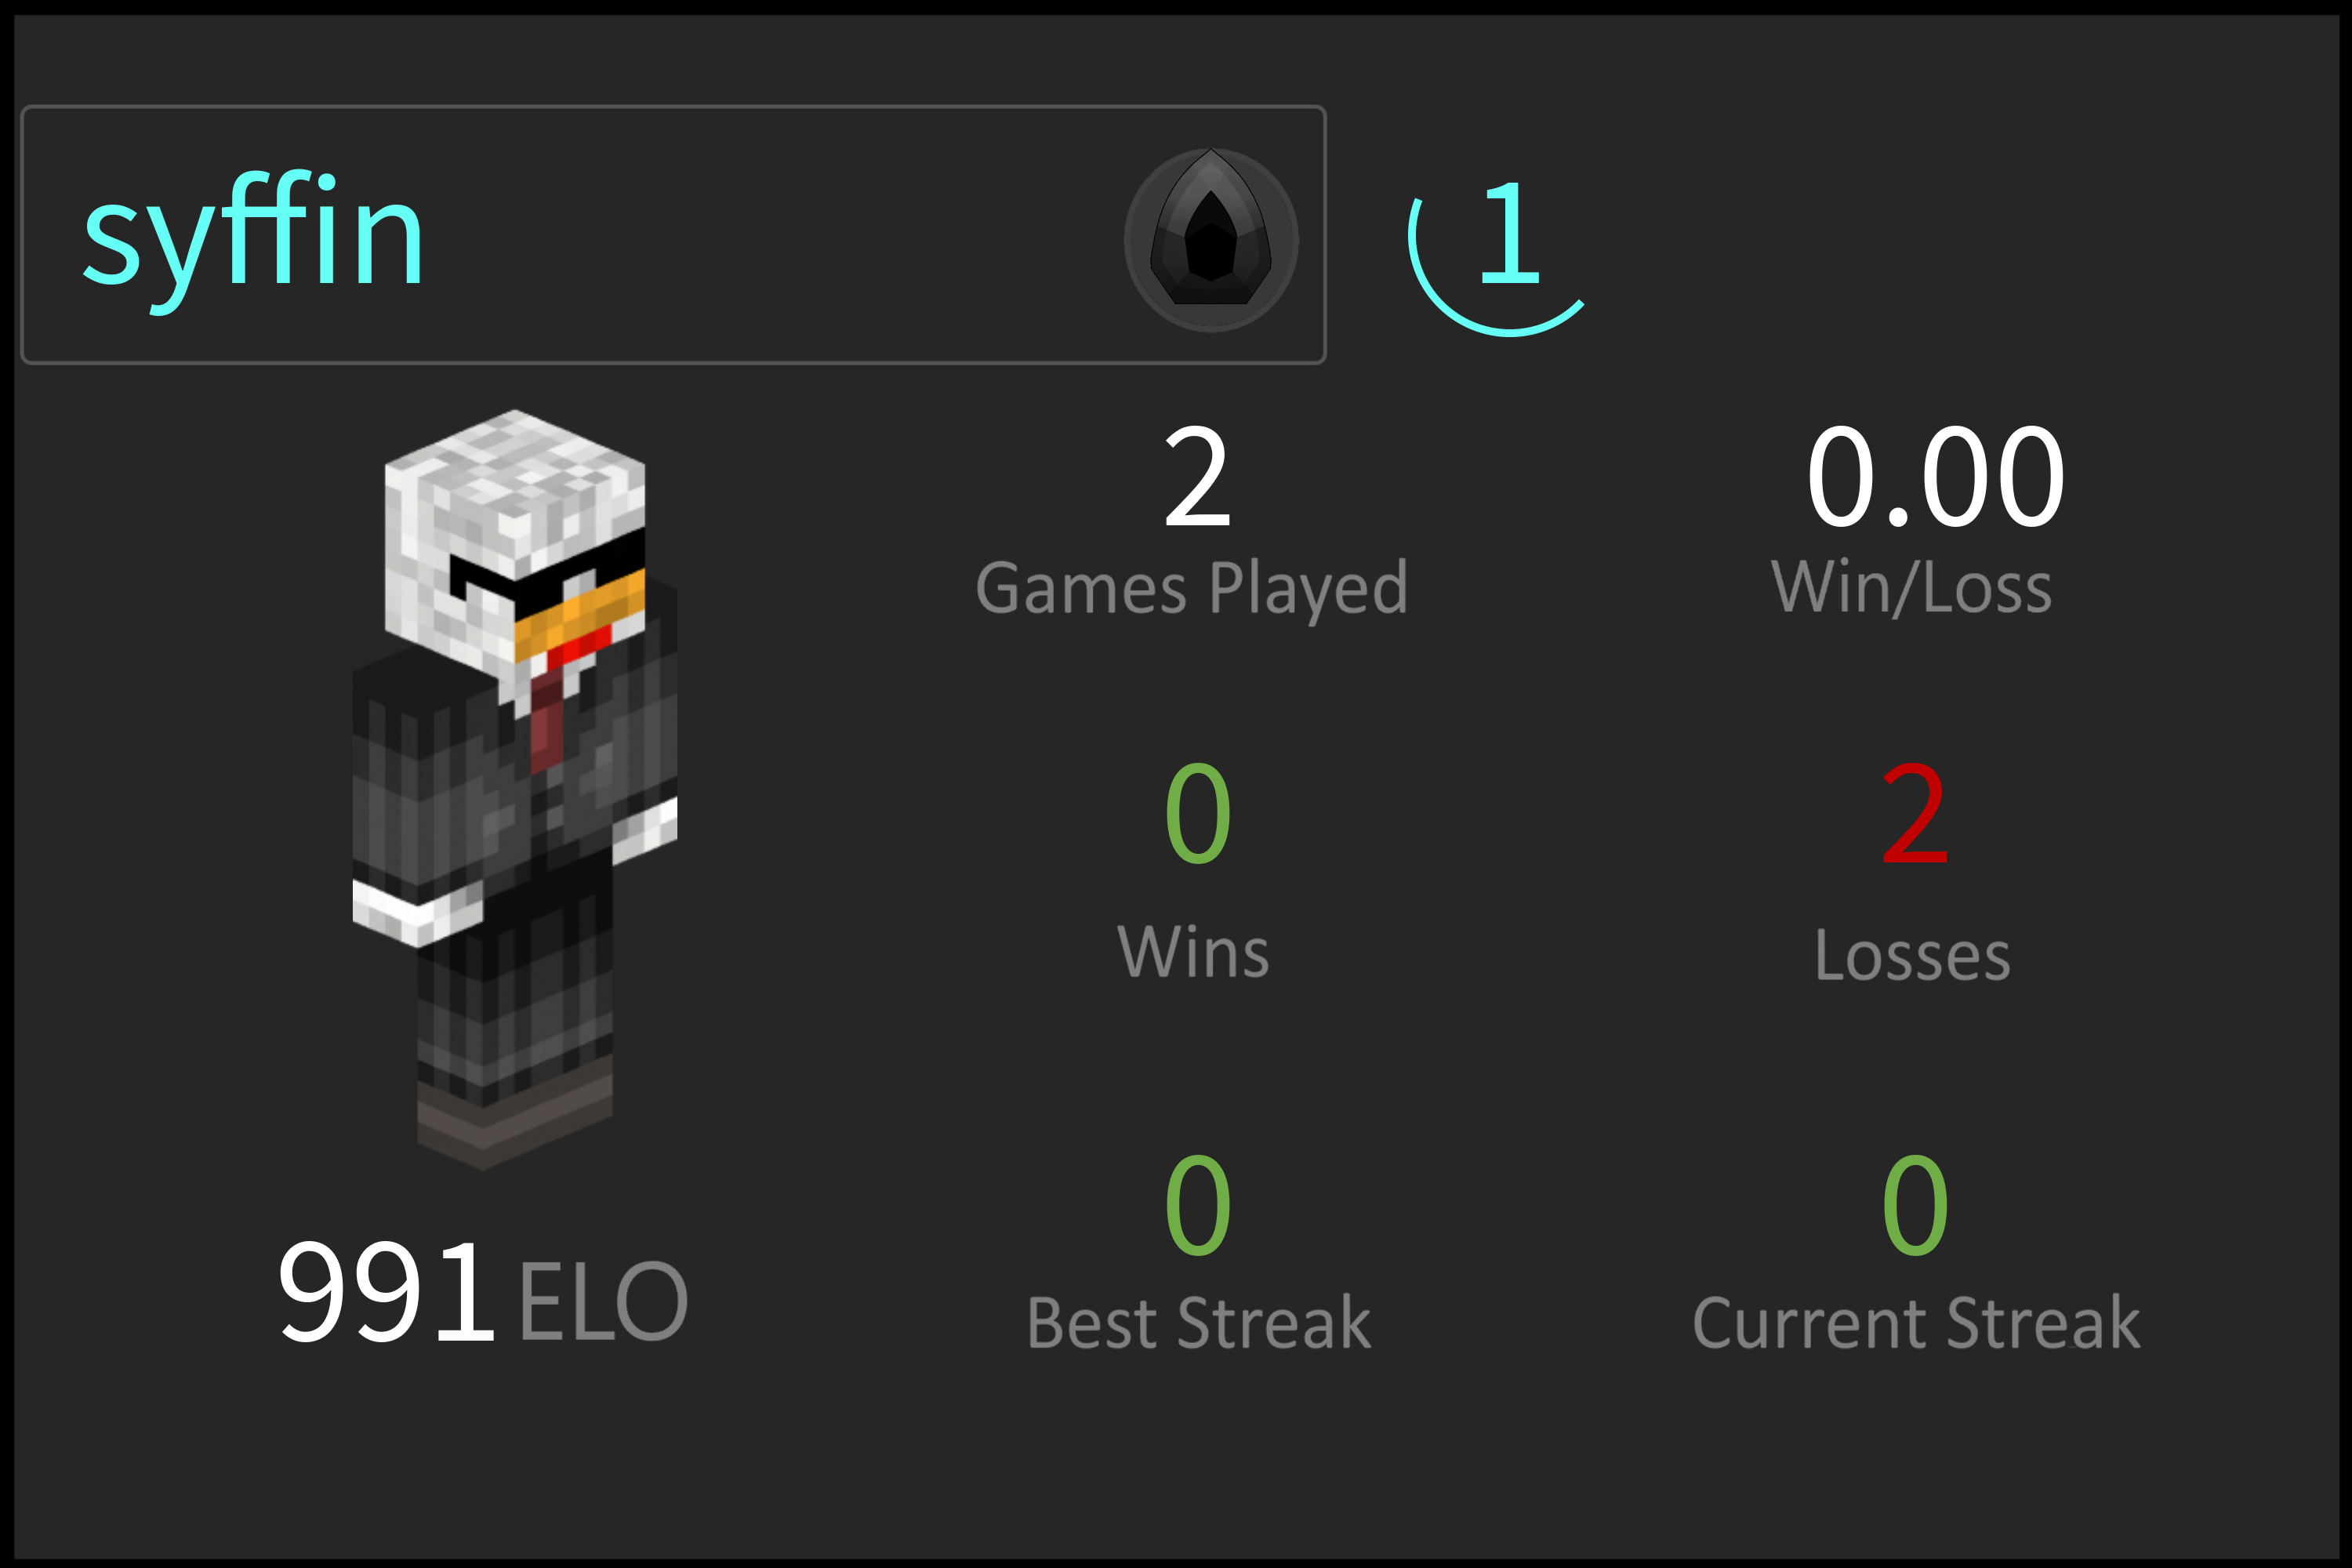 syffin
1
2
0.00
Games Played
Win/Loss
0
2
Wins
Losses
0
0
991 ELO
Best Streak
Current Streak